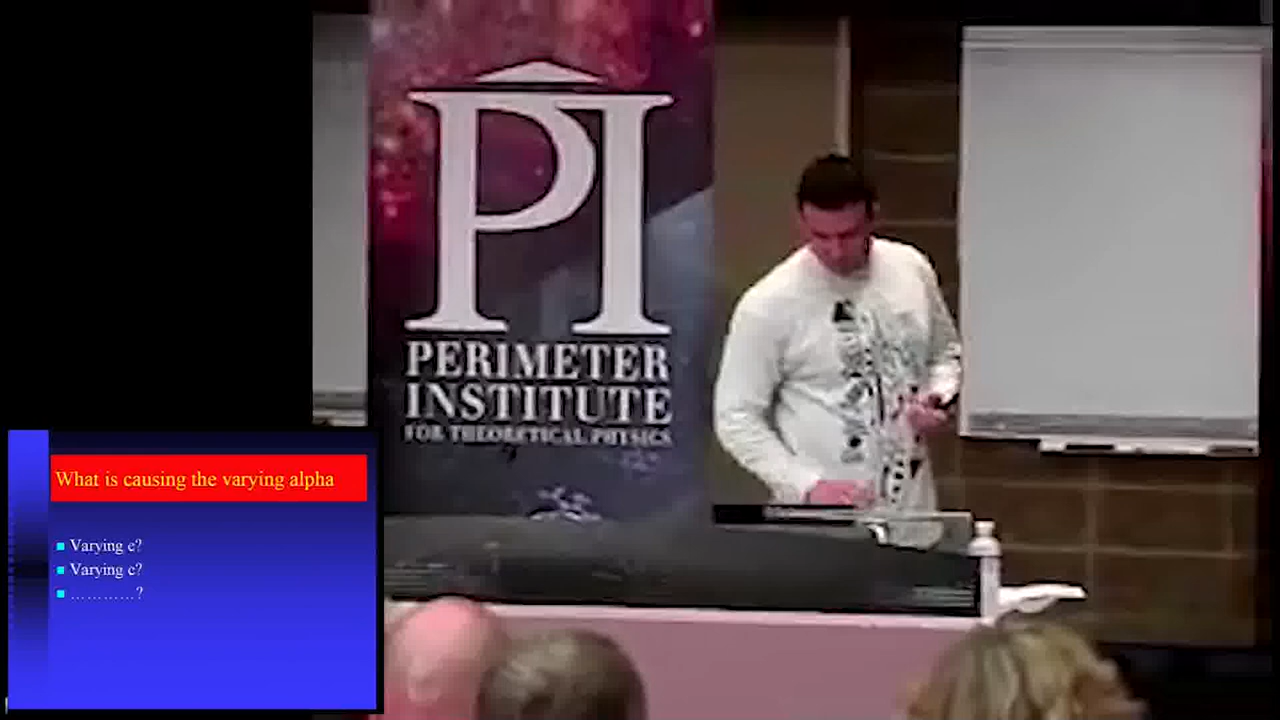 PI
PERIMETER
INSTITUTE
FOR THEORETICAL PHYSICS
What is causing the varying alpha
Varying e?
Varying c?
…………?